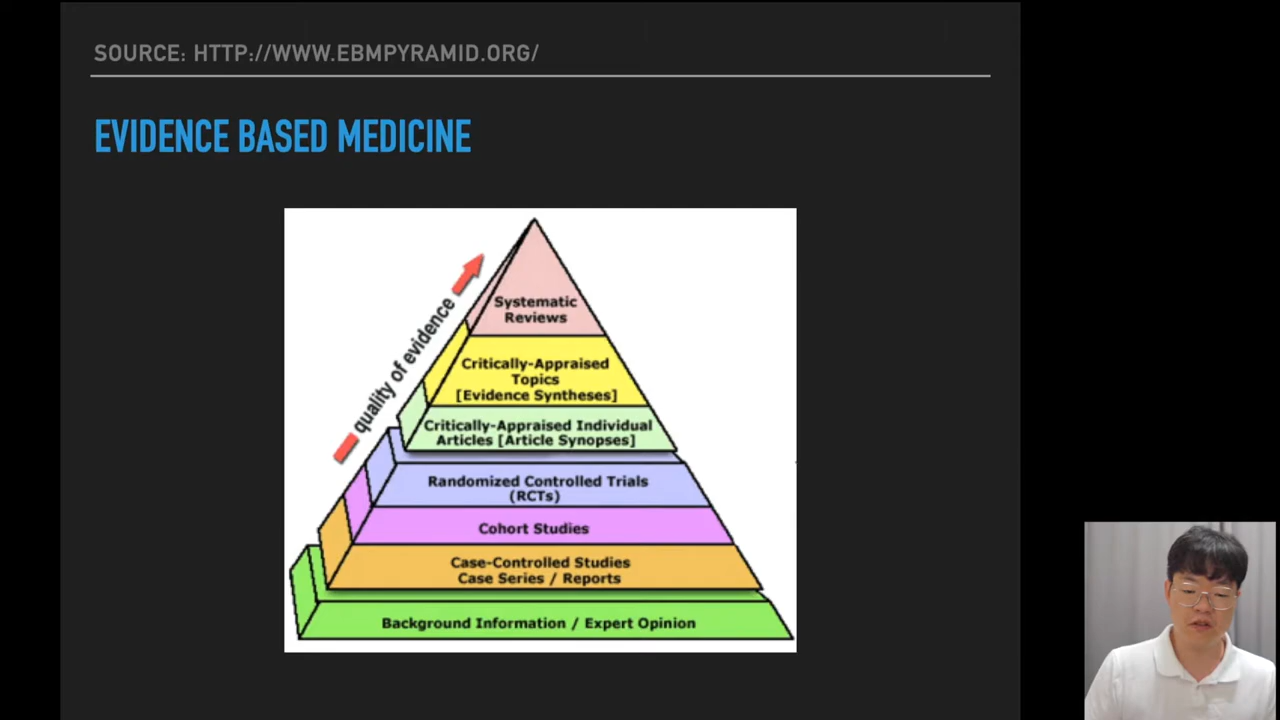 SOURCE: HTTP://WWW.EBMPYRAMID.ORG/
EVIDENCE BASED MEDICINE
quality of evidence
Systematic
Reviews
Critically-Appraised
Topics
[Evidence Syntheses]
Critically-Appraised Individual
Articles [Article Synopses]
Randomized Controlled Trials
(RCTs)
Cohort Studies
Case-Controlled Studies
Case Series / Reports
Background Information / Expert Opinion